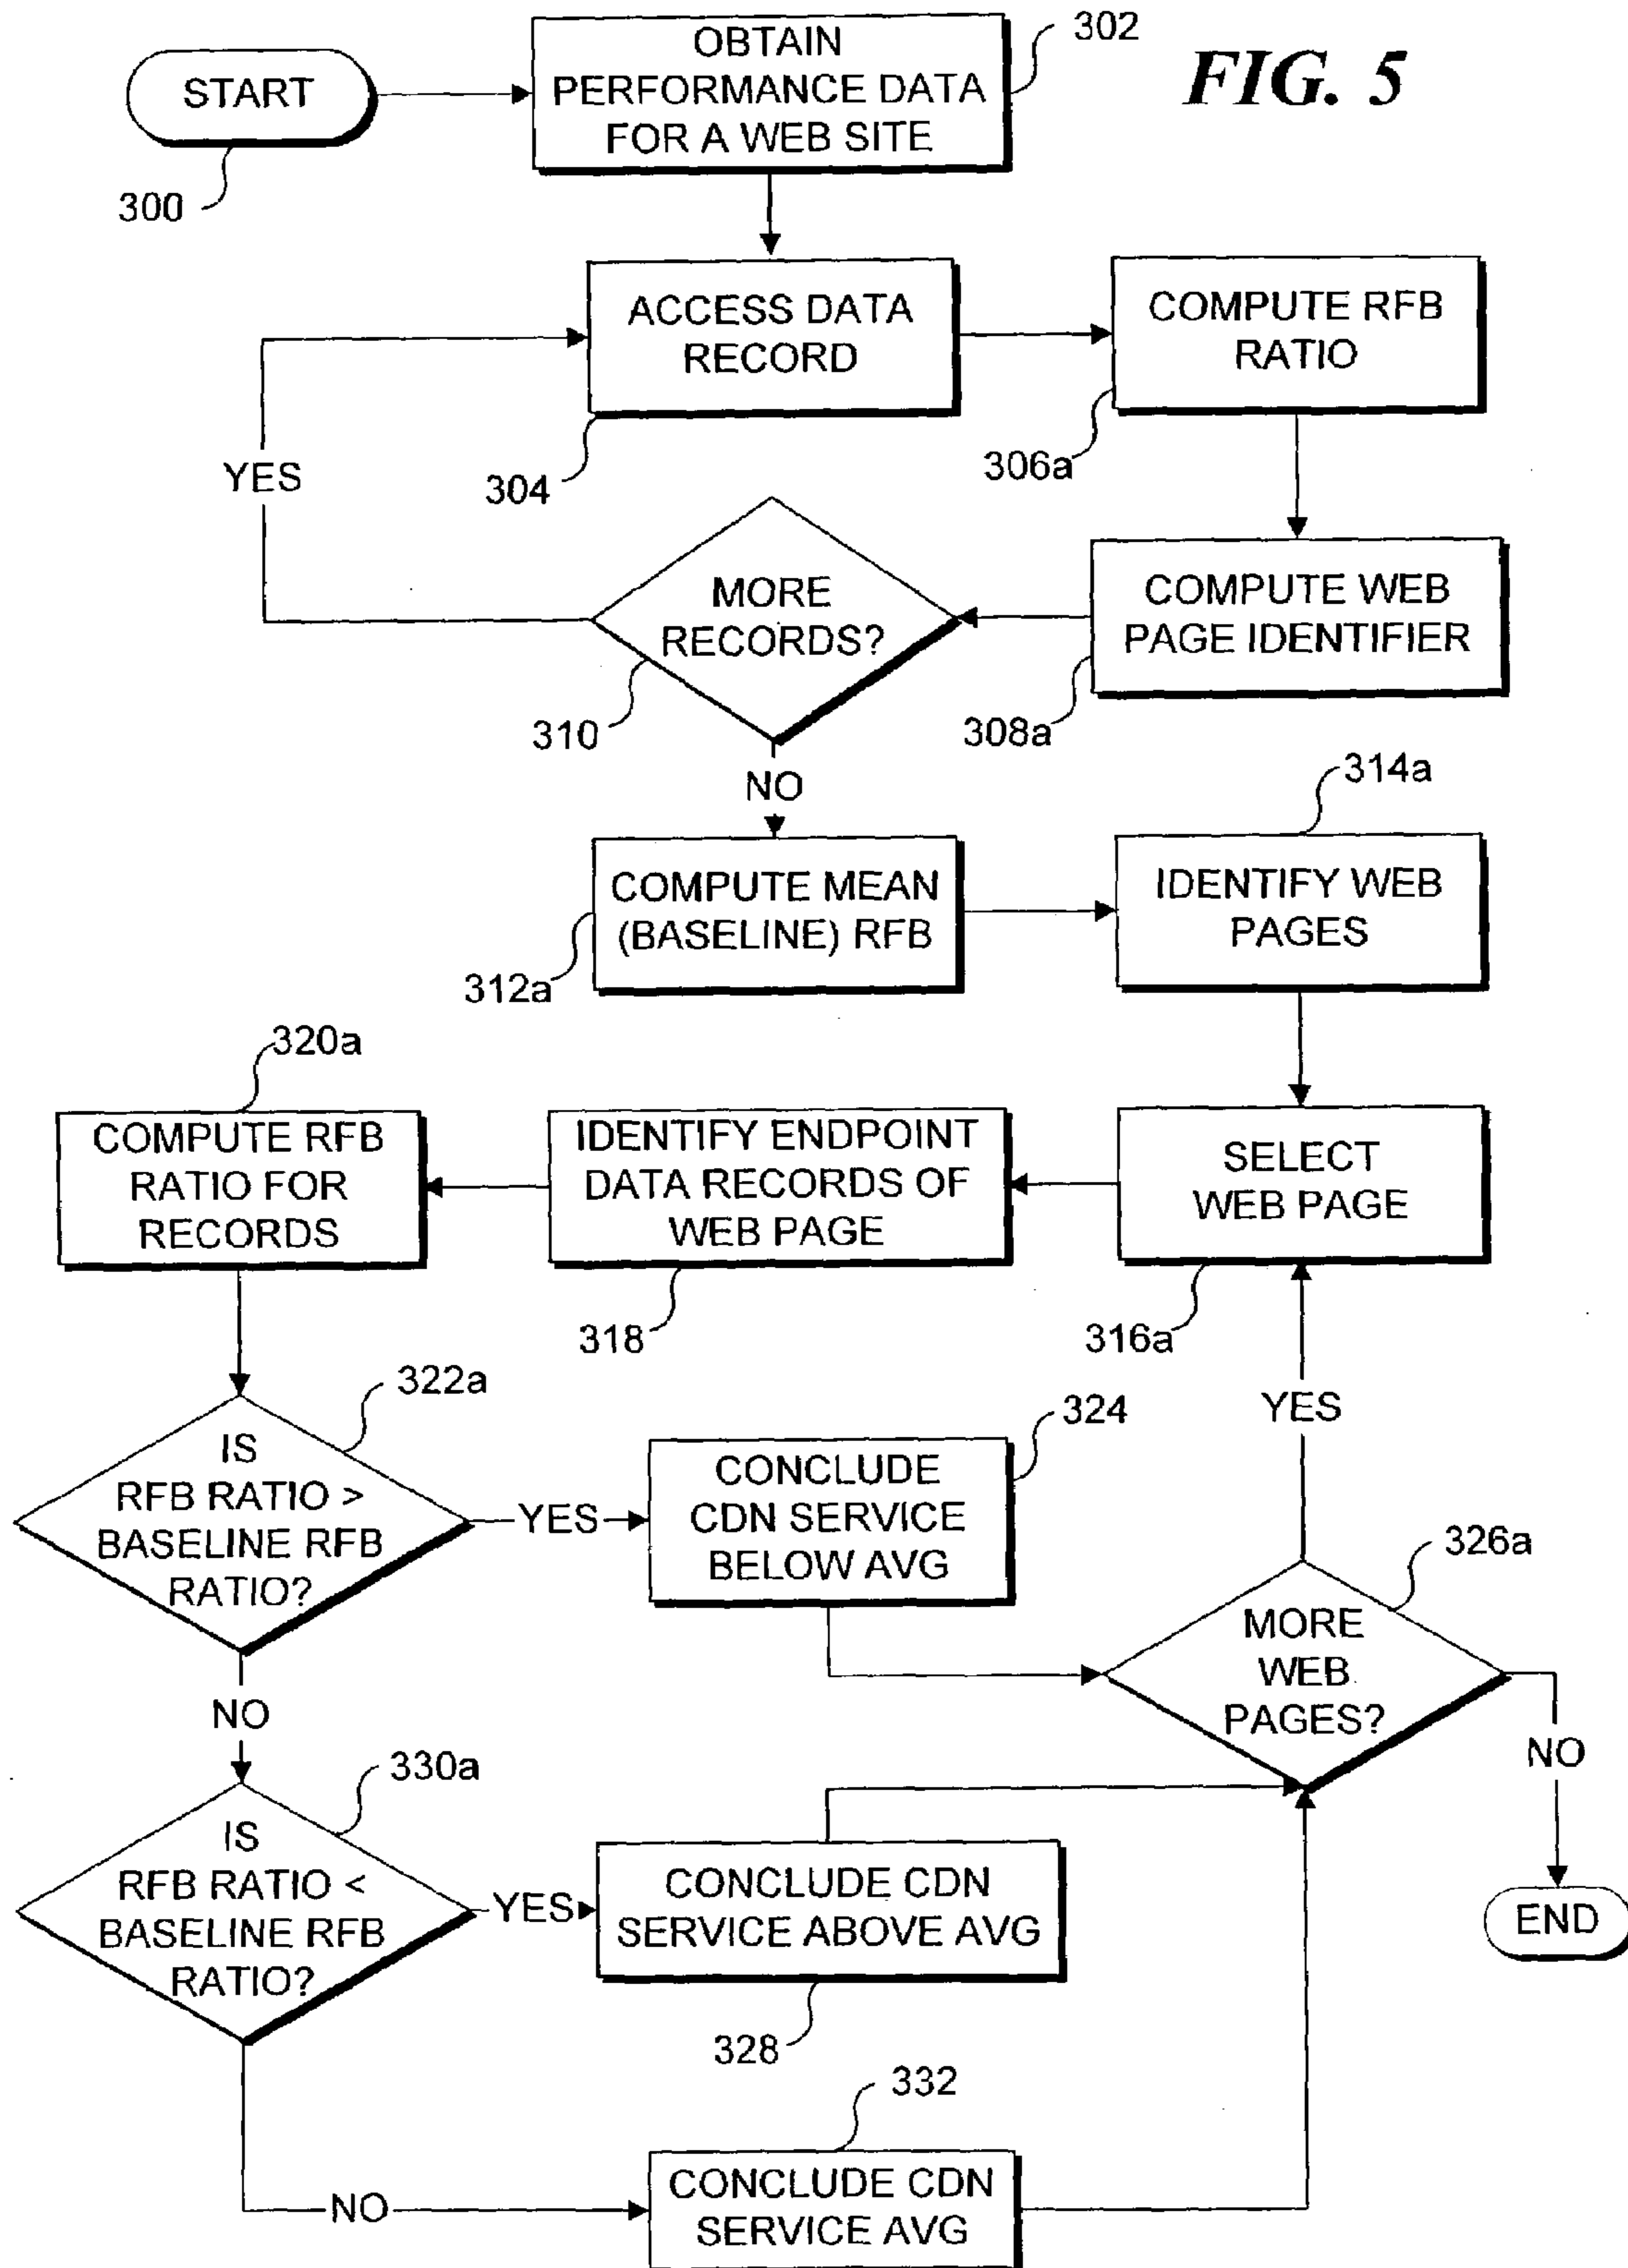 FIG. 5
START
300
OBTAIN
PERFORMANCE DATA
FOR A WEB SITE
302
ACCESS DATA
RECORD
304
COMPUTE RFB
RATIO
306a
YES
MORE
RECORDS?
310
COMPUTE WEB
PAGE IDENTIFIER
308a
NO
COMPUTE MEAN
(BASELINE) RFB
312a
314a
IDENTIFY WEB
PAGES
320a
COMPUTE RFB
RATIO FOR
RECORDS
IDENTIFY ENDPOINT
DATA RECORDS OF
WEB PAGE
318
SELECT
WEB PAGE
316a
YES
322a
IS
RFB RATIO >
BASELINE RFB
RATIO?
YES
324
CONCLUDE
CDN SERVICE
BELOW AVG
326a
MORE
WEB
PAGES?
NO
END
NO
330a
IS
RFB RATIO <
BASELINE RFB
RATIO?
YES
CONCLUDE CDN
SERVICE ABOVE AVG
328
332
NO
CONCLUDE CDN
SERVICE AVG